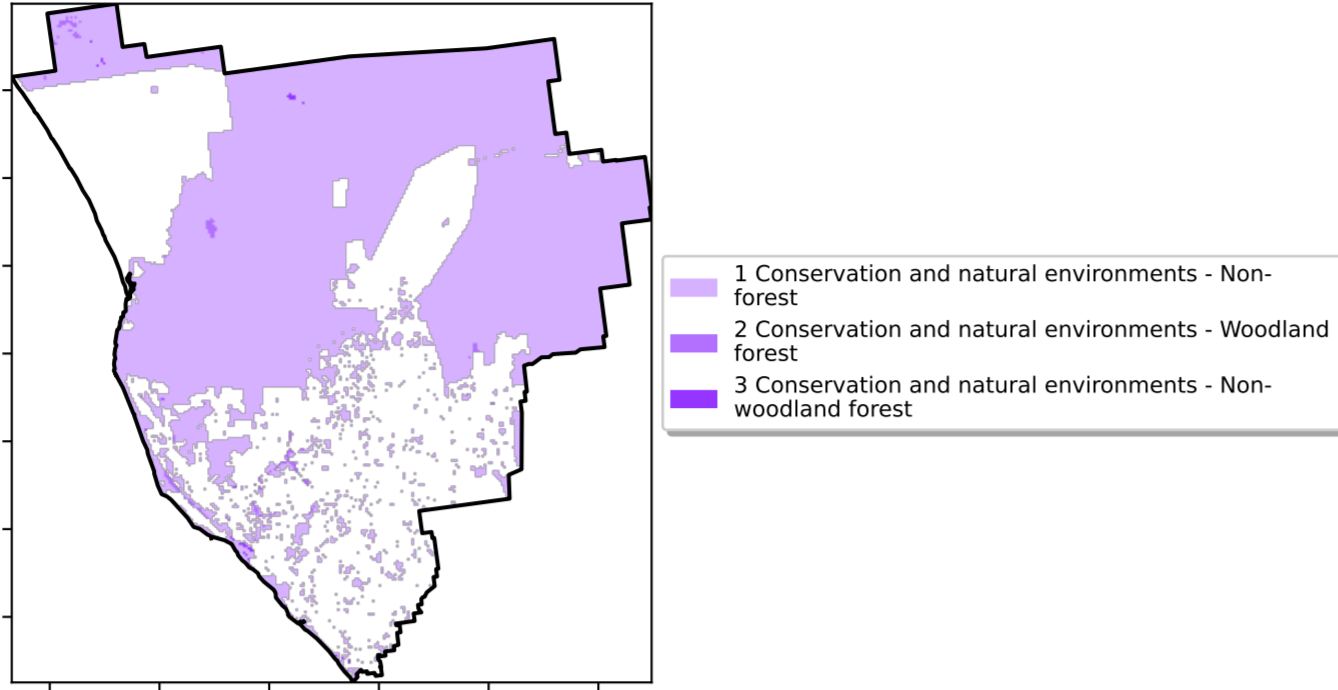 1 Conservation and natural environments - Non-
forest
2 Conservation and natural environments - Woodland
forest
3 Conservation and natural environments - Non-
woodland forest